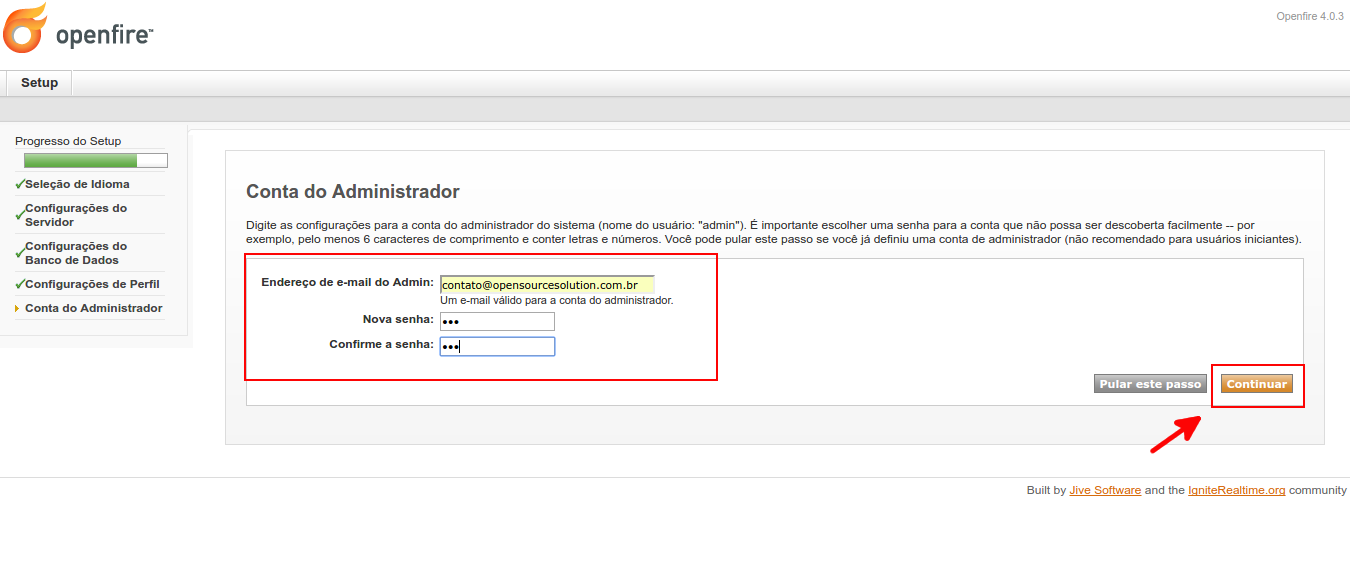 openfire™
Openfire 4.0.3
Setup
Progresso do Setup
Seleção de Idioma
Configurações do
Servidor
Configurações do
Banco de Dados
Configurações de Perfil
Conta do Administrador
Conta do Administrador
Digite as configurações para a conta do administrador do sistema (nome do usuário: "admin"). É importante escolher uma senha para a conta que não possa ser descoberta facilmente -- por
exemplo, pelo menos 6 caracteres de comprimento e conter letras e números. Você pode pular este passo se você já definiu uma conta de administrador (não recomendado para usuários iniciantes).
Endereço de e-mail do Admin: contato@opensourcesolution.com.br
Um e-mail válido para a conta do administrador.
Nova senha: •••
Confirme a senha: •••
Pular este passo Continuar
Built by Jive Software and the IgniteRealtime.org community